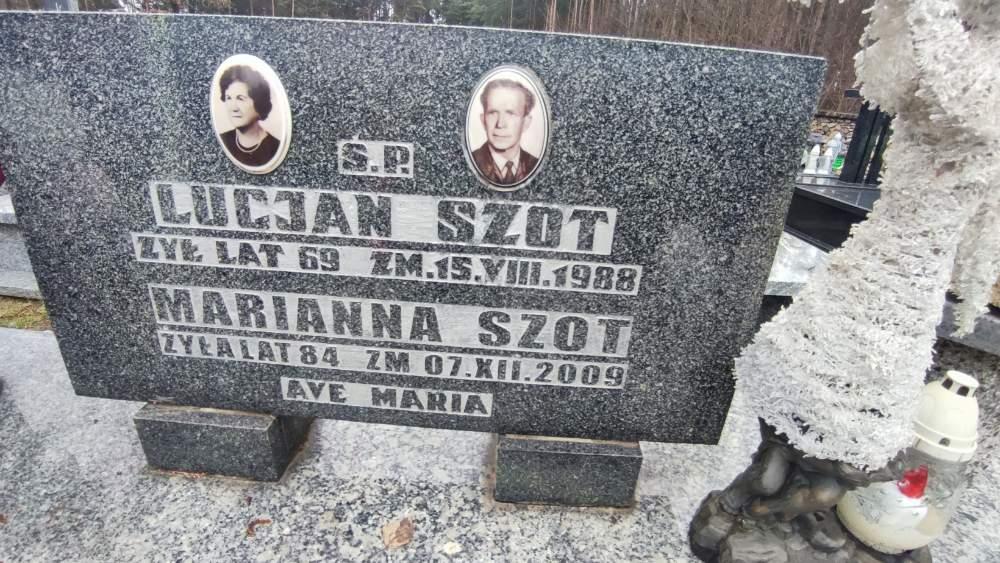 Ś.P.
LUCJAN SZOT
ŻYŁ LAT 69 ZM.15.VIII.1988
MARIANNA SZOT
ŻYŁA LAT 84 ZM 07.XII.2009
AVE MARIA